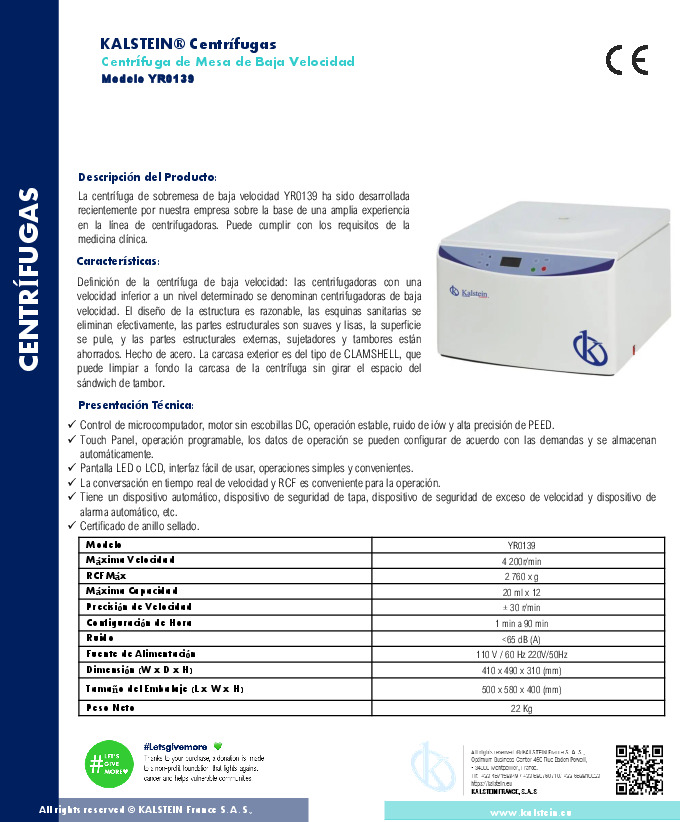 KALSTEIN® Centrífugas
Centrífuga de Mesa de Baja Velocidad
Modelo YR0139
CE
CENTRÍFUGAS
Descripción del Producto:
La centrífuga de sobremesa de baja velocidad YR0139 ha sido desarrollada
recientemente por nuestra empresa sobre la base de una amplia experiencia
en la línea de centrifugadoras. Puede cumplir con los requisitos de la
medicina clínica.
Características:
Definición de la centrífuga de baja velocidad: las centrifugadoras con una
velocidad inferior a un nivel determinado se denominan centrifugadoras de baja
velocidad. El diseño de la estructura es razonable, las esquinas sanitarias se
eliminan efectivamente, las partes estructurales son suaves y lisas, la superficie
se pule, y las partes estructurales externas, sujetadores y tambores están
ahorrados. Hecho de acero. La carcasa exterior es del tipo de CLAMSHELL, que
puede limpiar a fondo la carcasa de la centrífuga sin girar el espacio del
sándwich de tambor.
Kalstein
Presentación Técnica:
✓ Control de microcomputador, motor sin escobillas DC, operación estable, ruido de iów y alta precisión de PEED.
✓ Touch Panel, operación programable, los datos de operación se pueden configurar de acuerdo con las demandas y se almacenan
automáticamente.
✓ Pantalla LED o LCD, interfaz fácil de usar, operaciones simples y convenientes.
✓ La conversación en tiempo real de velocidad y RCF es conveniente para la operación.
✓ Tiene un dispositivo automático, dispositivo de seguridad de tapa, dispositivo de seguridad de exceso de velocidad y dispositivo de
alarma automático, etc.
✓ Certificado de anillo sellado.
Modelo YR0139
Máxima Velocidad 4 200r/min
RCF Máx 2 760 x g
Máxima Capacidad 20 ml x 12
Precisión de Velocidad ± 30 r/min
Configuración de Hora 1 min a 90 min
Ruido <65 dB (A)
Fuente de Alimentación 110 V / 60 Hz 220V/50Hz
Dimensión (W x D x H) 410 x 490 x 310 (mm)
Tamaño del Embalaje (L x W x H) 500 x 580 x 400 (mm)
Peso Neto 22 Kg
# LET'S
GIVE
MORE
#Letsgivemore
Thanks to your purchase, a donation is made
to a non-profit foundation that fights against
cancer and helps vulnerable communities
All rights reserved ® KALSTEIN France S. A. S.,
Optimum Business Center 450 Rue Baden Powell,
34000 Montpellier, France.
https://kalstein.eu
KALSTEIN FRANCE, S.A.S
All rights reserved © KALSTEIN France S.A.S.,
www.kalstein.eu